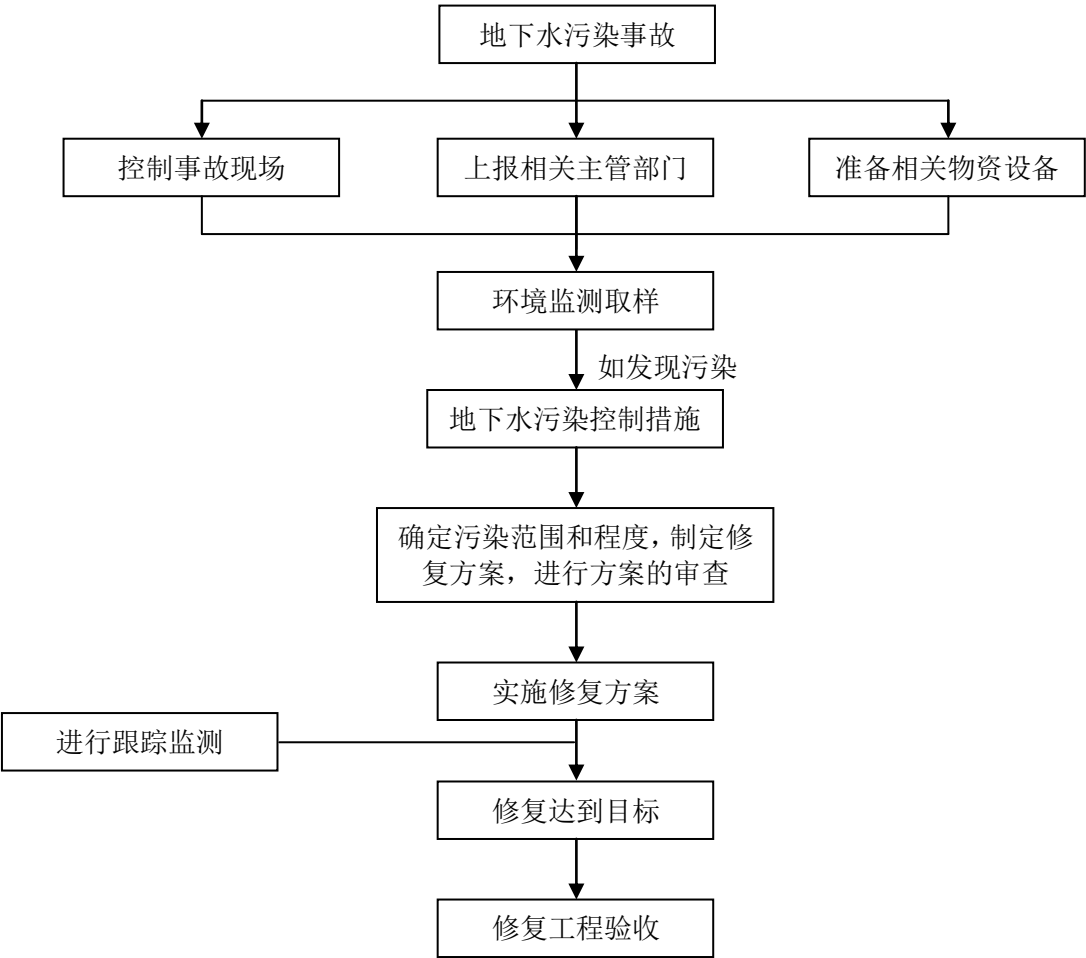 地下水污染事故
控制事故现场
上报相关主管部门
准备相关物资设备
环境监测取样
如发现污染
地下水污染控制措施
确定污染范围和程度，制定修
复方案，进行方案的审查
实施修复方案
进行跟踪监测
修复达到目标
修复工程验收